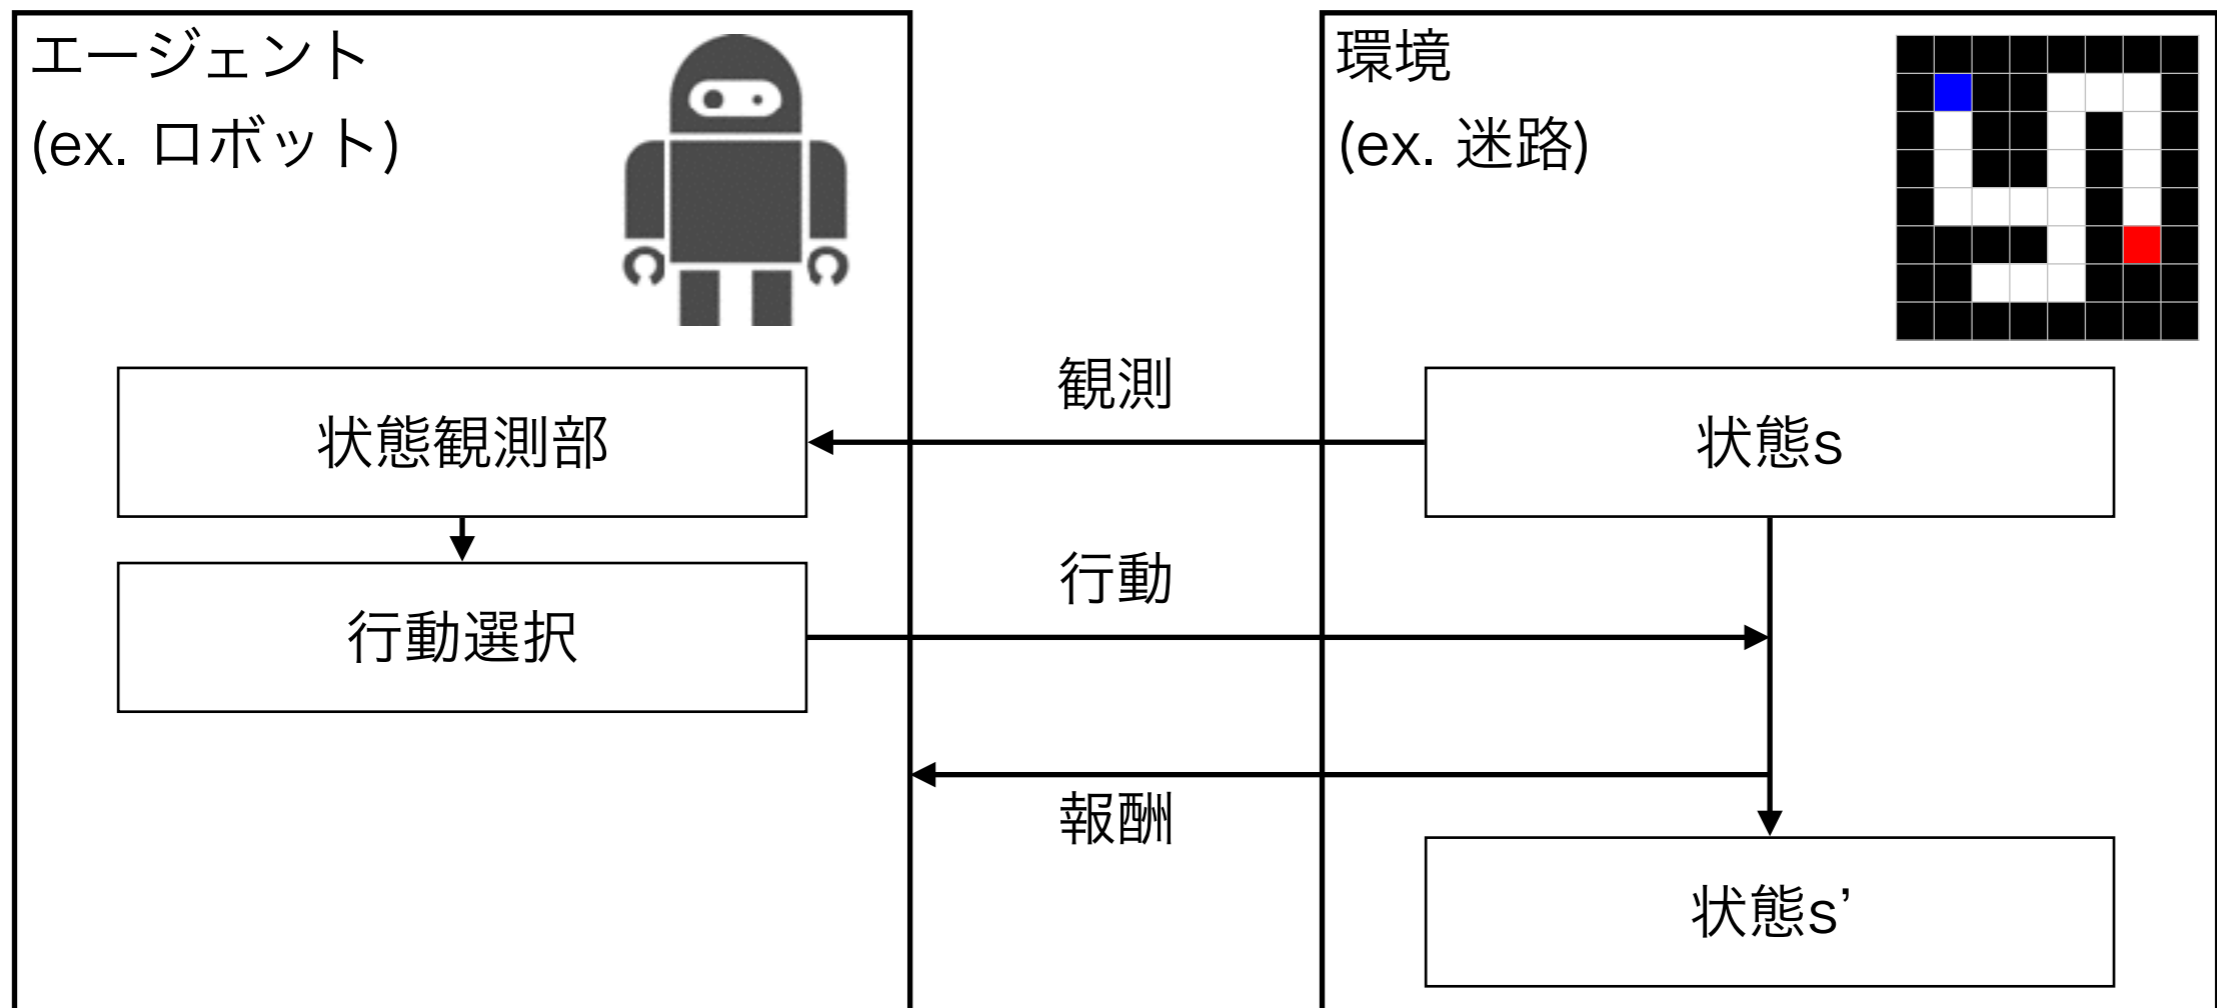 エージェント
(ex. ロボット)
環境
(ex. 迷路)
観測
状態観測部
状態s
行動
行動選択
報酬
状態s’